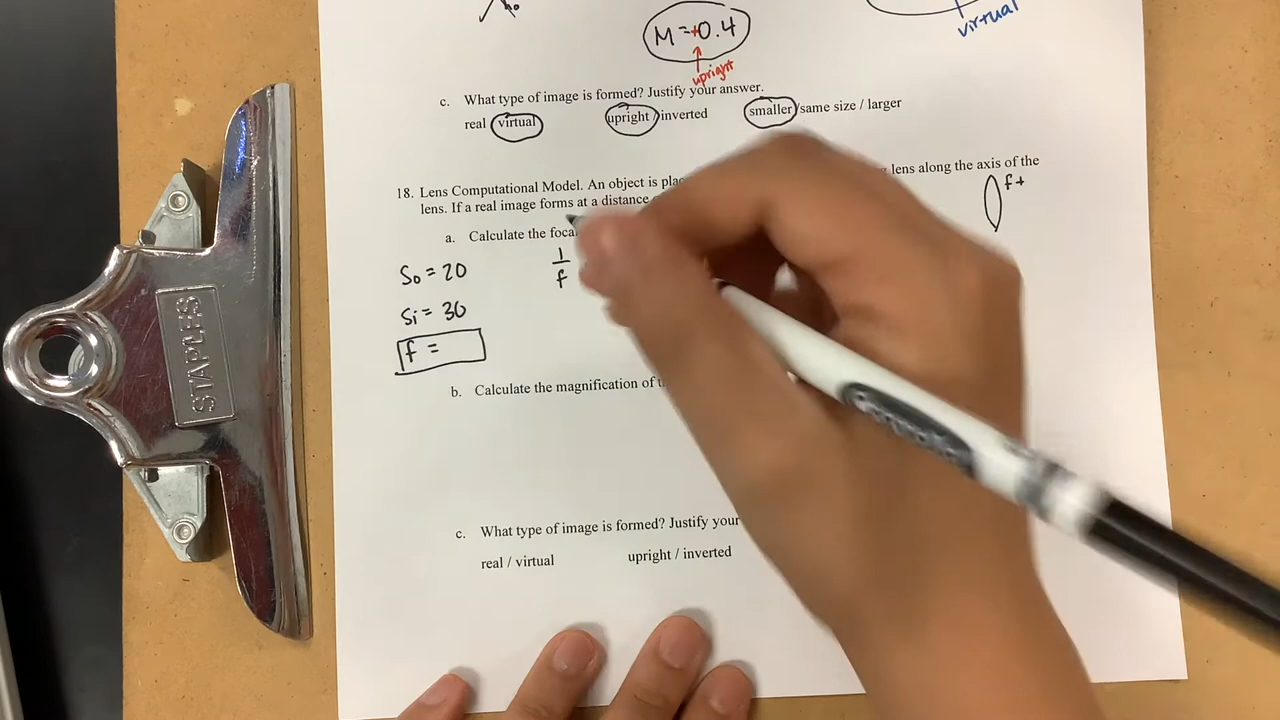 M = +0.4
upright
virtual
c. What type of image is formed? Justify your answer.
real virtual upright / inverted smaller / same size / larger
18. Lens Computational Model. An object is lens along the axis of the
lens. If a real image forms at a distance
f+
a. Calculate the
1/f
So = 20
Si = 30
f =
b. Calculate the magnification of
c. What type of image is formed? Justify your
real / virtual upright / inverted
STAPLES